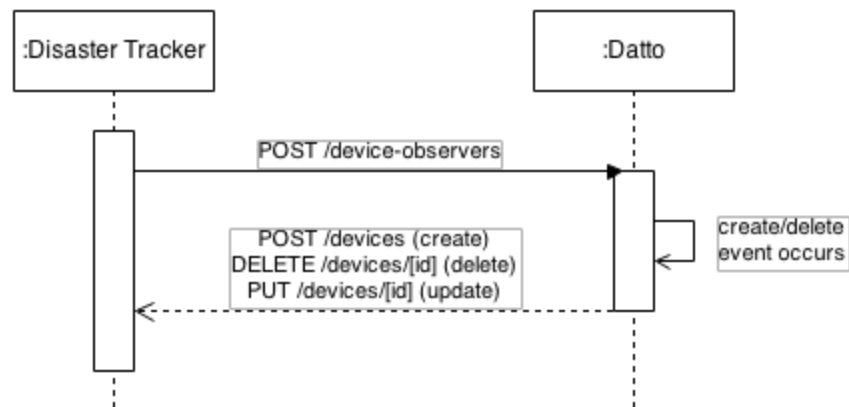 :Disaster Tracker
:Datto
POST /device-observers
create/delete
event occurs
POST /devices (create)
DELETE /devices/[id] (delete)
PUT /devices/[id] (update)